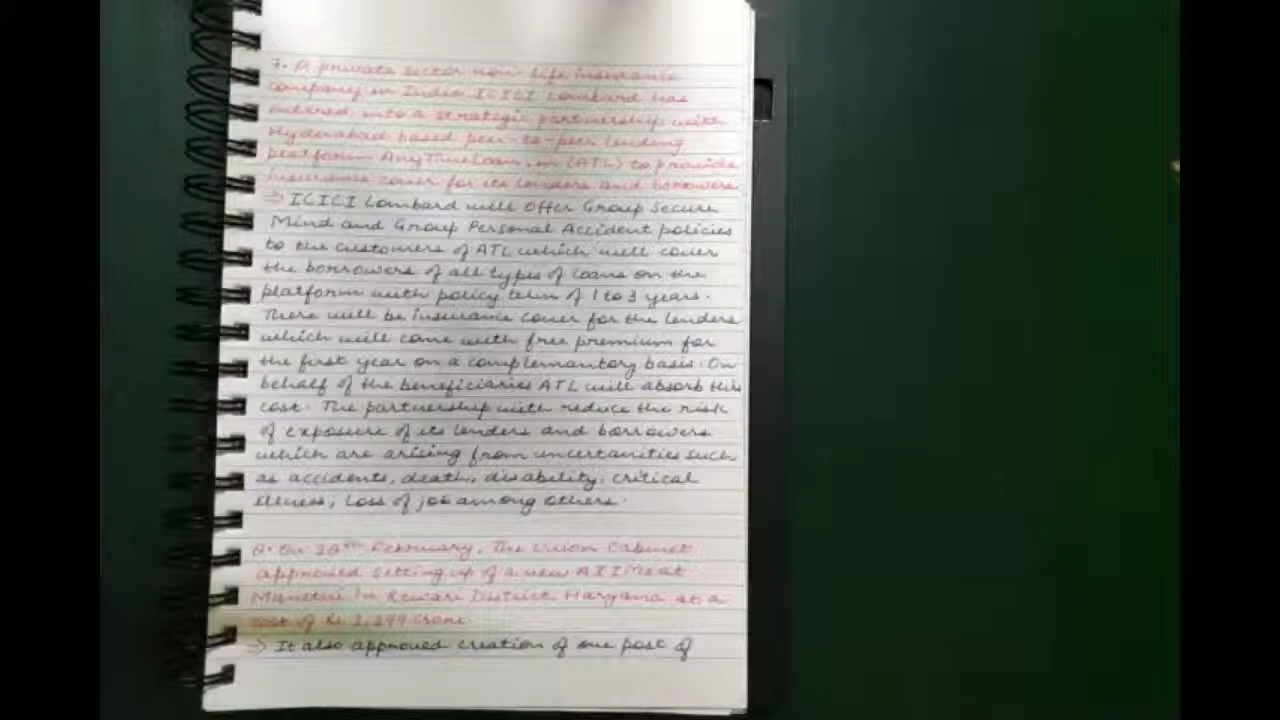 7. A private sector non-life insurance
company in India ICICI Lombard has
entered into a strategic partnership with
Hyderabad based peer-to-peer lending
platform AnyTimeLoan.in (ATL) to provide
insurance cover for its lenders and borrowers
→ ICICI Lombard will offer Group Secure
Mind and Group Personal Accident policies
to the customers of ATL which will cover
the borrowers of all types of loans on the
platform with policy term of 1 to 3 years.
There will be insurance cover for the lenders
which will come with free premium for
the first year on a complemantory basis. On
behalf of the beneficiaries ATL will absorb this
cost. The partnership with reduce the risk
of exposure of its lenders and borrowers
which are arising from uncertanities such
as accidents, death, disability, critical
illness, loss of job among others.
8. On 28th February, The Union Cabinet
approved setting up of a new AIIMS at
Manethi in Rewari District Haryana at a
cost of Rs 1,299 crore
→ It also approved creation of one post of